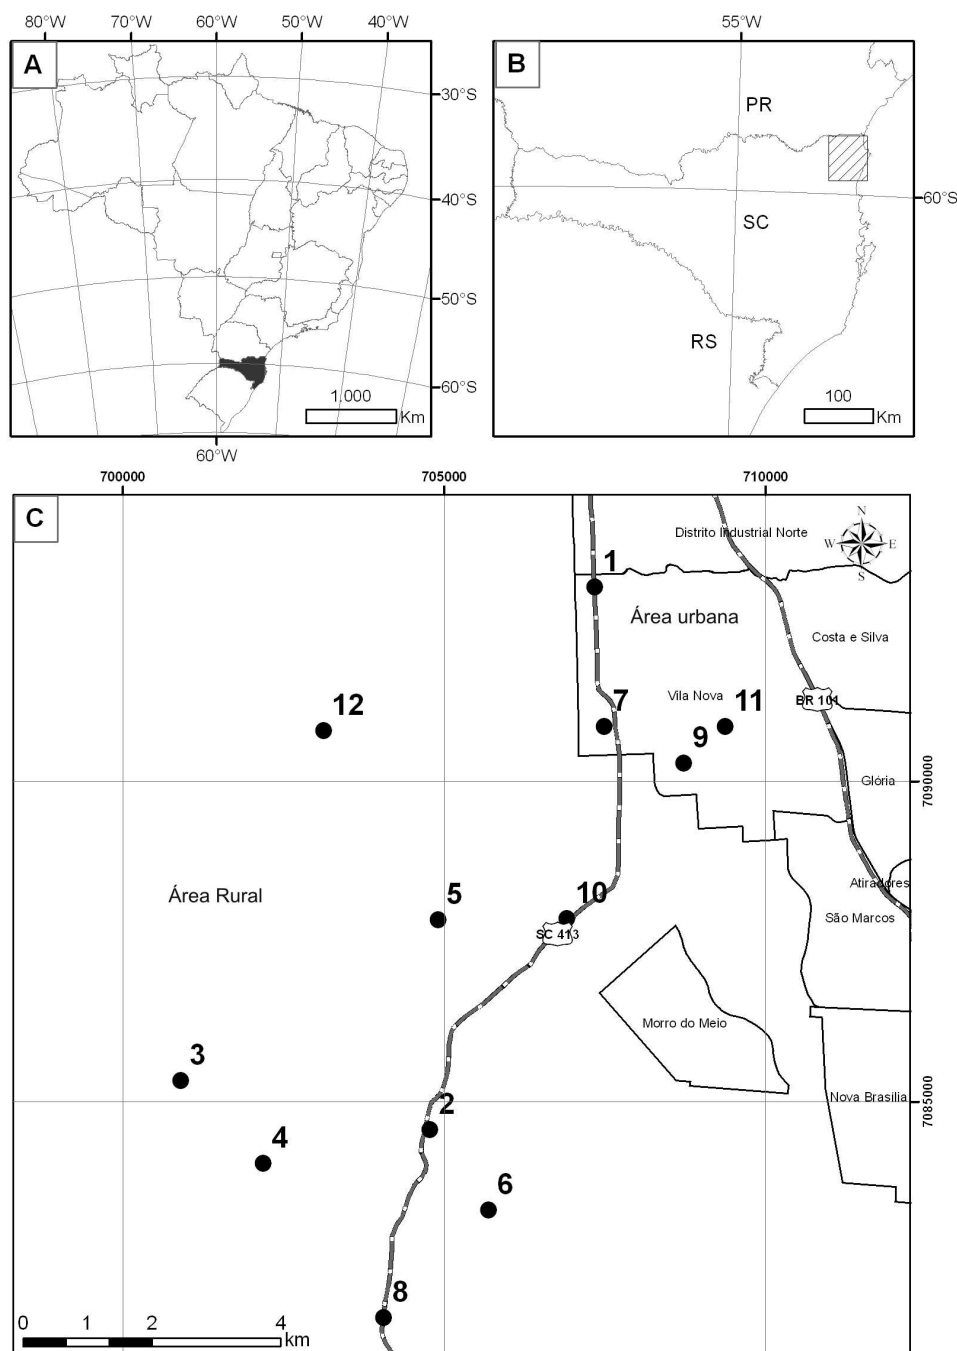 80°W 70°W 60°W 50°W 40°W
A
30°S
40°S
50°S
60°S
1.000
Km
60°W
55°W
B
PR
60°S
SC
RS
100
Km
700000 705000 710000
C
Distrito Industrial Norte
N
W E
S
1
Área urbana
Costa e Silva
Vila Nova
12
7
11
BR 101
9
Glória
7090000
Área Rural
5
10
Atiradores
São Marcos
SC 413
Morro do Meio
3
Nova Brasília
7085000
2
4
6
8
0 1 2 4
km